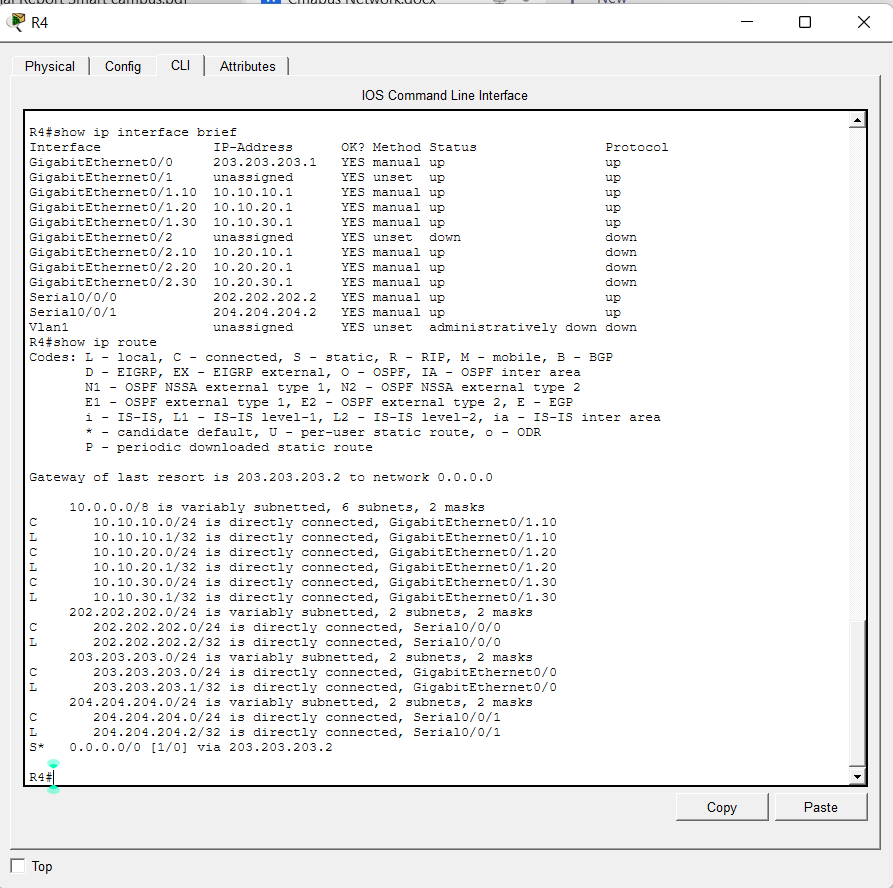 R4
Physical Config CLI Attributes
IOS Command Line Interface
R4#show ip interface brief
Interface              IP-Address      OK? Method Status                Protocol
GigabitEthernet0/0     203.203.203.1   YES manual up                    up
GigabitEthernet0/1     unassigned      YES unset  up                    up
GigabitEthernet0/1.10  10.10.10.1      YES manual up                    up
GigabitEthernet0/1.20  10.10.20.1      YES manual up                    up
GigabitEthernet0/1.30  10.10.30.1      YES manual up                    up
GigabitEthernet0/2     unassigned      YES unset  down                  down
GigabitEthernet0/2.10  10.20.10.1      YES manual up                    down
GigabitEthernet0/2.20  10.20.20.1      YES manual up                    down
GigabitEthernet0/2.30  10.20.30.1      YES manual up                    down
Serial0/0/0            202.202.202.2   YES manual up                    up
Serial0/0/1            204.204.204.2   YES manual up                    up
Vlan1                  unassigned      YES unset  administratively down down
R4#show ip route
Codes: L - local, C - connected, S - static, R - RIP, M - mobile, B - BGP
       D - EIGRP, EX - EIGRP external, O - OSPF, IA - OSPF inter area
       N1 - OSPF NSSA external type 1, N2 - OSPF NSSA external type 2
       E1 - OSPF external type 1, E2 - OSPF external type 2, E - EGP
       i - IS-IS, L1 - IS-IS level-1, L2 - IS-IS level-2, ia - IS-IS inter area
       * - candidate default, U - per-user static route, o - ODR
       P - periodic downloaded static route
Gateway of last resort is 203.203.203.2 to network 0.0.0.0
     10.0.0.0/8 is variably subnetted, 6 subnets, 2 masks
C       10.10.10.0/24 is directly connected, GigabitEthernet0/1.10
L       10.10.10.1/32 is directly connected, GigabitEthernet0/1.10
C       10.10.20.0/24 is directly connected, GigabitEthernet0/1.20
L       10.10.20.1/32 is directly connected, GigabitEthernet0/1.20
C       10.10.30.0/24 is directly connected, GigabitEthernet0/1.30
L       10.10.30.1/32 is directly connected, GigabitEthernet0/1.30
     202.202.202.0/24 is variably subnetted, 2 subnets, 2 masks
C       202.202.202.0/24 is directly connected, Serial0/0/0
L       202.202.202.2/32 is directly connected, Serial0/0/0
     203.203.203.0/24 is variably subnetted, 2 subnets, 2 masks
C       203.203.203.0/24 is directly connected, GigabitEthernet0/0
L       203.203.203.1/32 is directly connected, GigabitEthernet0/0
     204.204.204.0/24 is variably subnetted, 2 subnets, 2 masks
C       204.204.204.0/24 is directly connected, Serial0/0/1
L       204.204.204.2/32 is directly connected, Serial0/0/1
S*   0.0.0.0/0 [1/0] via 203.203.203.2
R4#
Copy Paste
Top